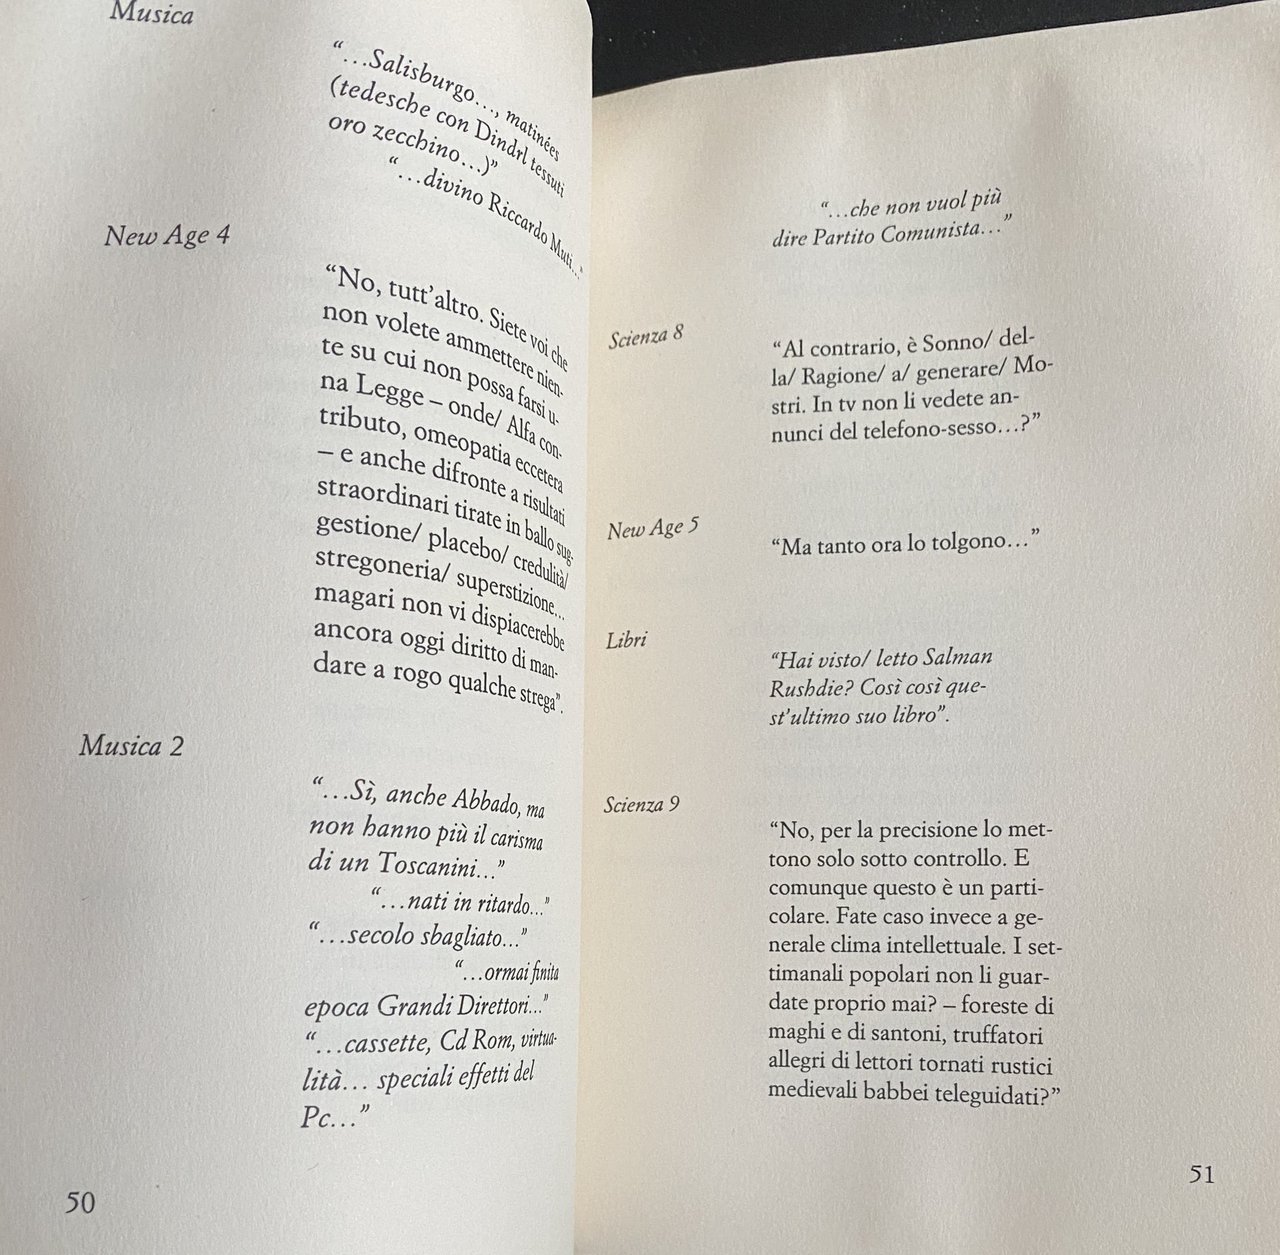 Musica
“…Salisburgo…, matinées
(tedesche con Dindrl tessuti
oro zecchino…)”
“…divino Riccardo Muti…”
New Age 4
“No, tutt’altro. Siete voi che
non volete ammettere nien-
te su cui non possa farsi u-
na Legge – onde/ Alfa con-
tributo, omeopatia eccetera
– e anche difronte a risultati
straordinari tirate in ballo sug-
gestione/ placebo/ credulità/
stregoneria/ superstizione…
magari non vi dispiacerebbe
ancora oggi diritto di man-
dare a rogo qualche strega”.
Musica 2
“…Sì, anche Abbado, ma
non hanno più il carisma
di un Toscanini…”
“…nati in ritardo…”
“…secolo sbagliato…”
“…ormai finita
epoca Grandi Direttori…”
“…cassette, Cd Rom, virtua-
lità… speciali effetti del
Pc…”
50
“…che non vuol più
dire Partito Comunista…”
Scienza 8
“Al contrario, è Sonno/ del-
la/ Ragione/ a/ generare/ Mo-
stri. In tv non li vedete an-
nunci del telefono-sesso…?”
New Age 5
“Ma tanto ora lo tolgono…”
Libri
“Hai visto/ letto Salman
Rushdie? Così così que-
st’ultimo suo libro”.
Scienza 9
“No, per la precisione lo met-
tono solo sotto controllo. E
comunque questo è un parti-
colare. Fate caso invece a ge-
nerale clima intellettuale. I set-
timanali popolari non li guar-
date proprio mai? – foreste di
maghi e di santoni, truffatori
allegri di lettori tornati rustici
medievali babbei teleguidati?”
51